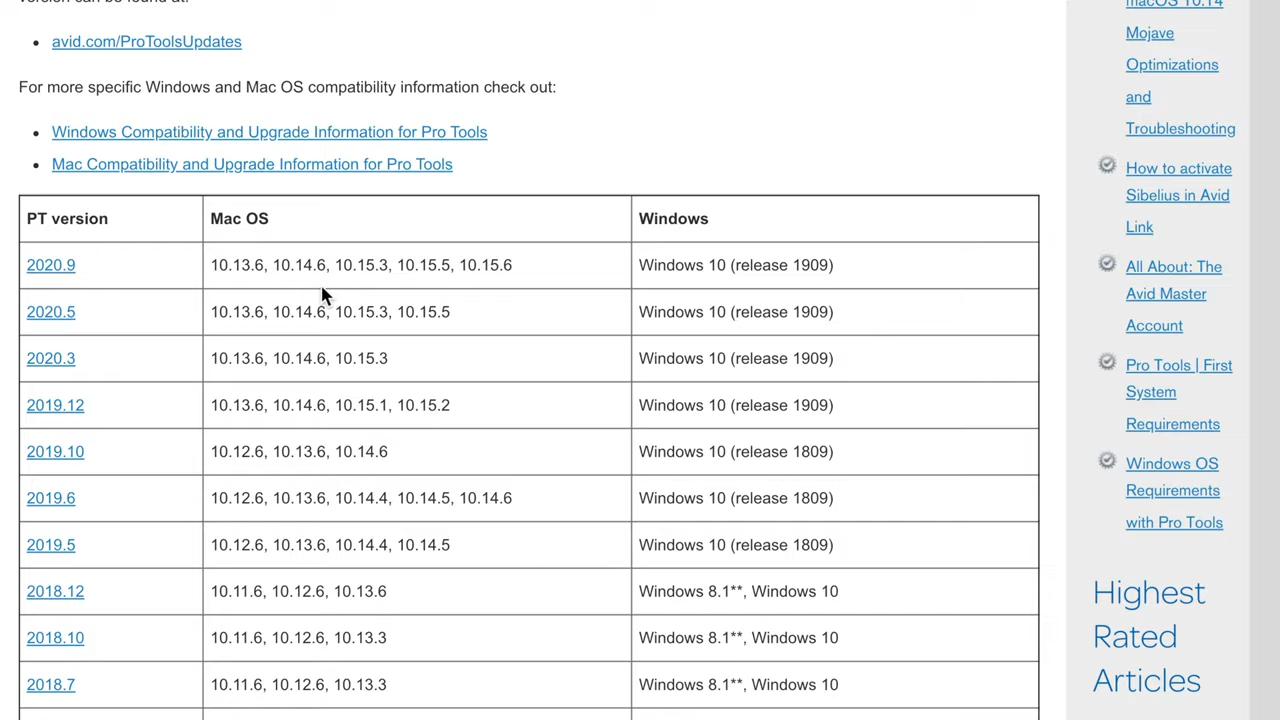 version can be found at:
avid.com/ProToolsUpdates
For more specific Windows and Mac OS compatibility information check out:
Windows Compatibility and Upgrade Information for Pro Tools
Mac Compatibility and Upgrade Information for Pro Tools
PT version Mac OS Windows
2020.9 10.13.6, 10.14.6, 10.15.3, 10.15.5, 10.15.6 Windows 10 (release 1909)
2020.5 10.13.6, 10.14.6, 10.15.3, 10.15.5 Windows 10 (release 1909)
2020.3 10.13.6, 10.14.6, 10.15.3 Windows 10 (release 1909)
2019.12 10.13.6, 10.14.6, 10.15.1, 10.15.2 Windows 10 (release 1909)
2019.10 10.12.6, 10.13.6, 10.14.6 Windows 10 (release 1809)
2019.6 10.12.6, 10.13.6, 10.14.4, 10.14.5, 10.14.6 Windows 10 (release 1809)
2019.5 10.12.6, 10.13.6, 10.14.4, 10.14.5 Windows 10 (release 1809)
2018.12 10.11.6, 10.12.6, 10.13.6 Windows 8.1**, Windows 10
2018.10 10.11.6, 10.12.6, 10.13.3 Windows 8.1**, Windows 10
2018.7 10.11.6, 10.12.6, 10.13.3 Windows 8.1**, Windows 10
macOS 10.14
Mojave
Optimizations
and
Troubleshooting
How to activate
Sibelius in Avid
Link
All About: The
Avid Master
Account
Pro Tools | First
System
Requirements
Windows OS
Requirements
with Pro Tools
Highest
Rated
Articles